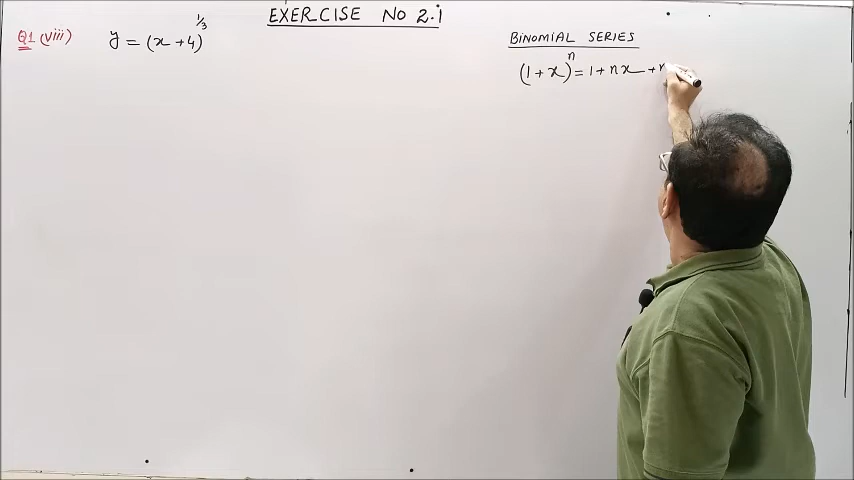 EXERCISE NO 2.1
Q1 (viii) y = (x + 4)^{1/3}
BINOMIAL SERIES
(1 + x)^n = 1 + nx + n